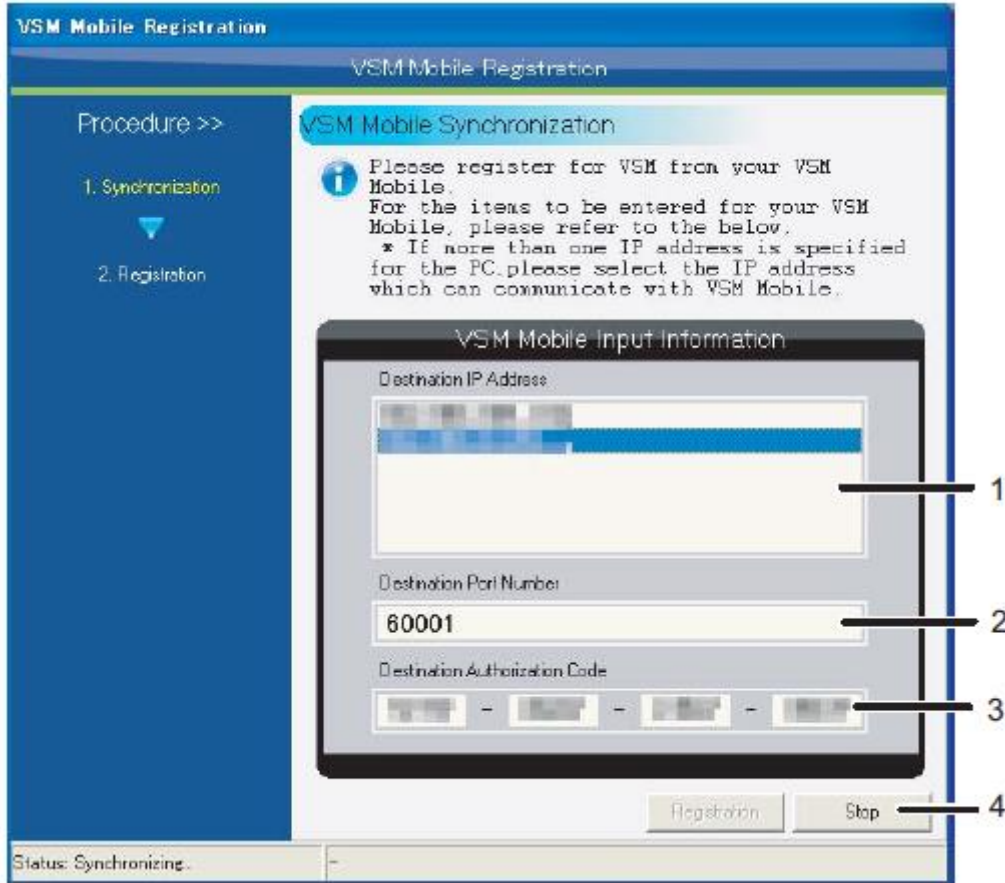 VSM Mobile Registration
VSM Mobile Registration
Procedure >>
1. Synchronization
2. Registration
VSM Mobile Synchronization
Please register for VSM from your VSM
Mobile.
For the items to be entered for your VSM
Mobile, please refer to the below.
* If more than one IP address is specified
for the PC.please select the IP address
which can communicate with VSM Mobile.
VSM Mobile Input Information
Destination IP Address
1
Destination Port Number
60001
2
Destination Authorization Code
- - -
3
Registration
Stop
4
Status: Synchronizing..
-